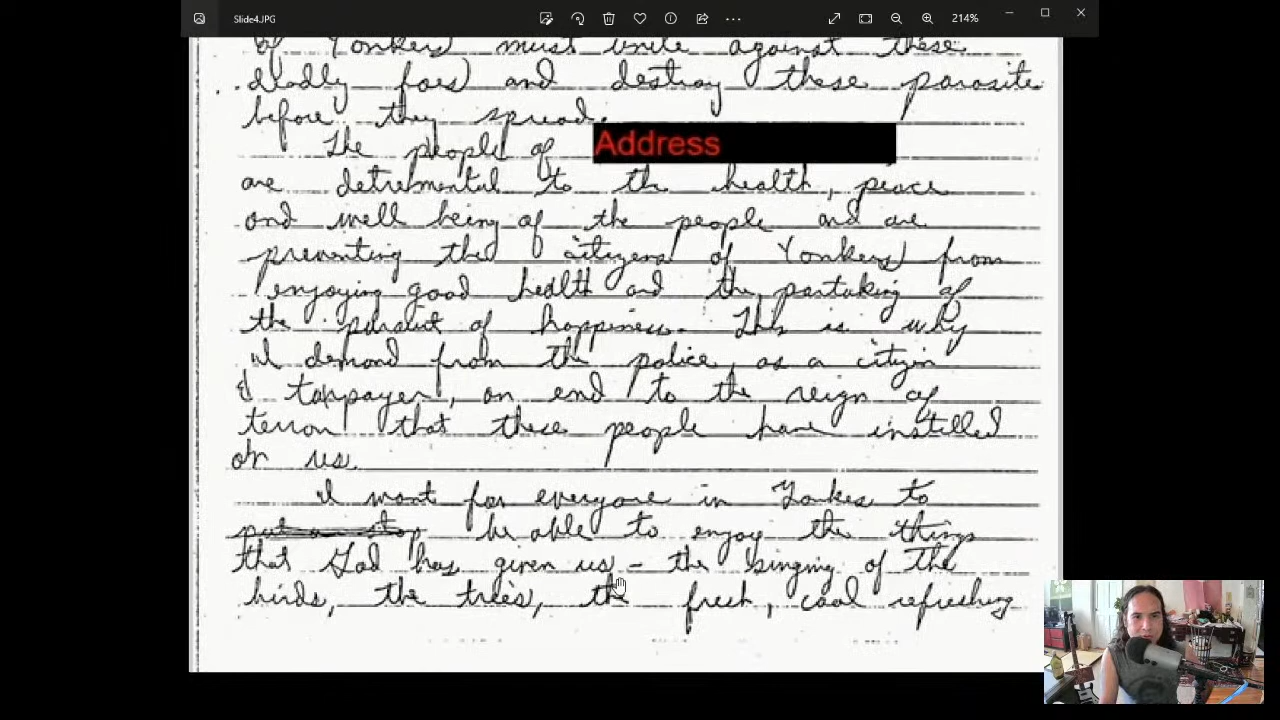 Slide4.JPG
214%
of Yonkers must unite against these
deadly foes and destroy these parasite
before they spread.
The people of Address
are detremental to the health, peace
and well being of the people and are
preventing the citizens of Yonkers from
enjoying good health and the partaking of
the pursuit of happiness. This is why
I demand from the police, as a citizen
& taxpayer, an end to the reign of
terror that these people have instilled
on us.
I want for everyone in Yonkes to
put a stop be able to enjoy the things
that God has given us - the singing of the
birds, the trees, the fresh, cool refreshing